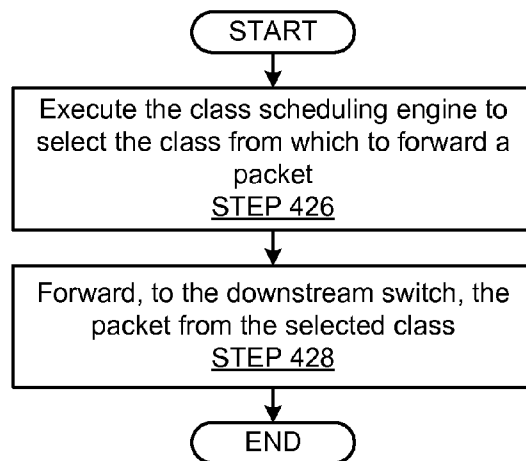 START
Execute the class scheduling engine to
select the class from which to forward a
packet
STEP 426
Forward, to the downstream switch, the
packet from the selected class
STEP 428
END